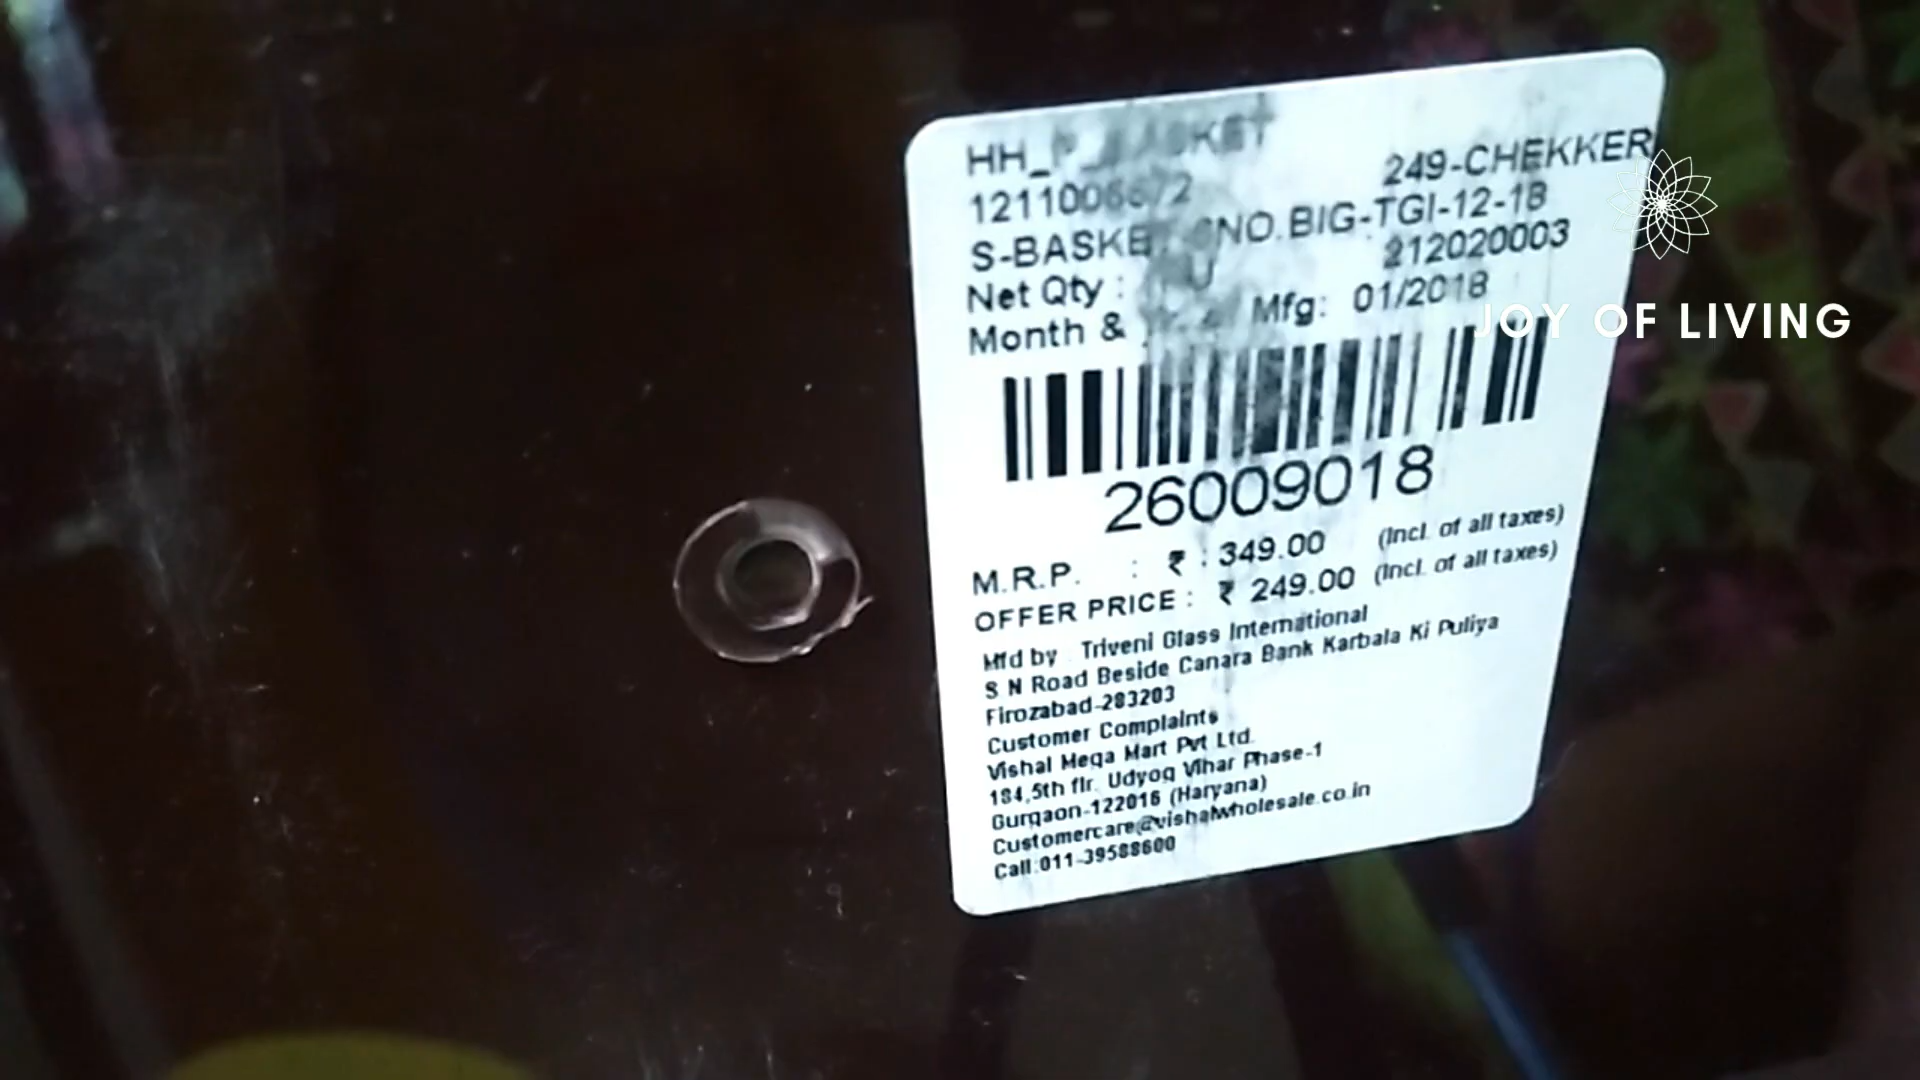 HH_P_BASKET
249-CHEKKER
S-BASKET NO.BIG-TGI-12-18
212020003
Net Qty :
Month & Mfg: 01/2018
26009018
M.R.P. : ₹ : 349.00 (Incl. of all taxes)
OFFER PRICE : ₹ 249.00 (Incl. of all taxes)
Mfd by Triveni Glass International
S N Road Beside Canara Bank Karbala Ki Puliya
Firozabad-283203
Customer Complaints
Vishal Mega Mart Pvt Ltd.
184,5th flr. Udyog Vihar Phase-1
Gurgaon-122016 (Haryana)
Customercare@vishalwholesale.co.in
Call:011-39588600
JOY OF LIVING